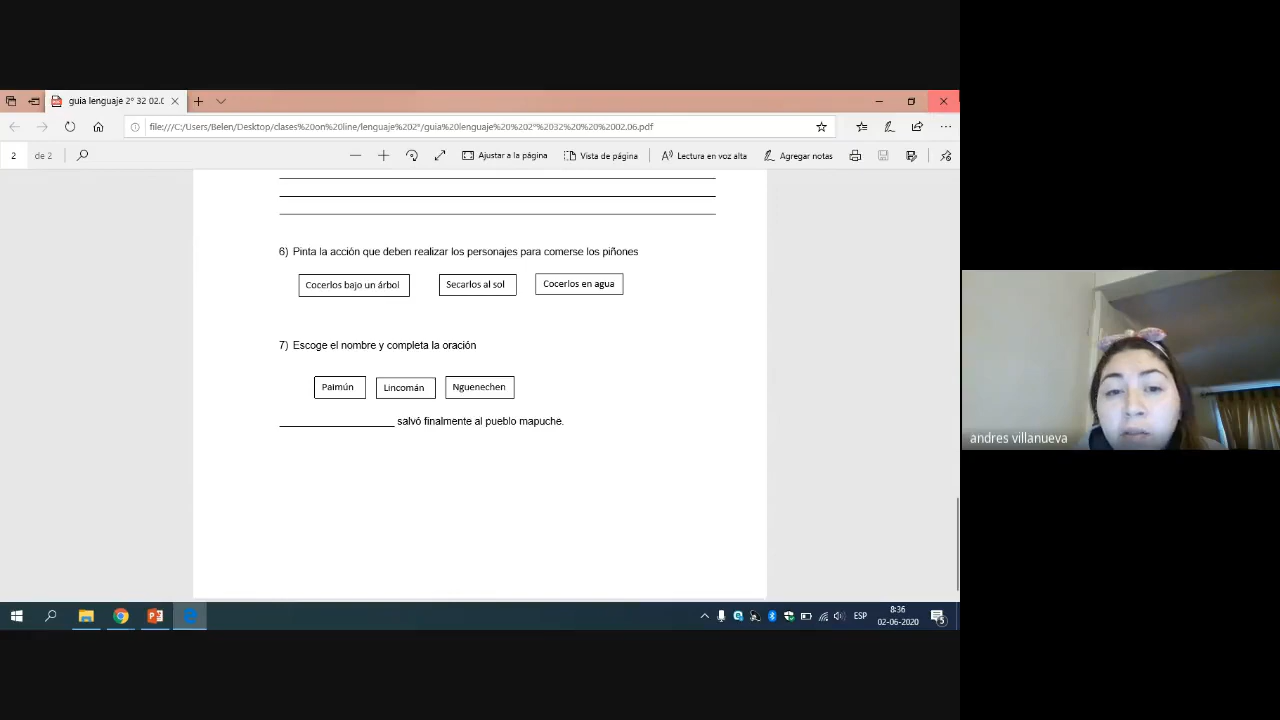 guia lenguaje 2° 32 02.0
file:///C:/Users/Belen/Desktop/clases%20on%20line/lenguaje%202°/guia%20lenguaje%20%202°%2032%20%20%2002.06.pdf
2 de 2 Ajustar a la página Vista de página Lectura en voz alta Agregar notas
6) Pinta la acción que deben realizar los personajes para comerse los piñones
Cocerlos bajo un árbol Secarlos al sol Cocerlos en agua
7) Escoge el nombre y completa la oración
Paimún Lincomán Nguenechen
salvó finalmente al pueblo mapuche.
andres villanueva
ESP 8:36
02-06-2020
5